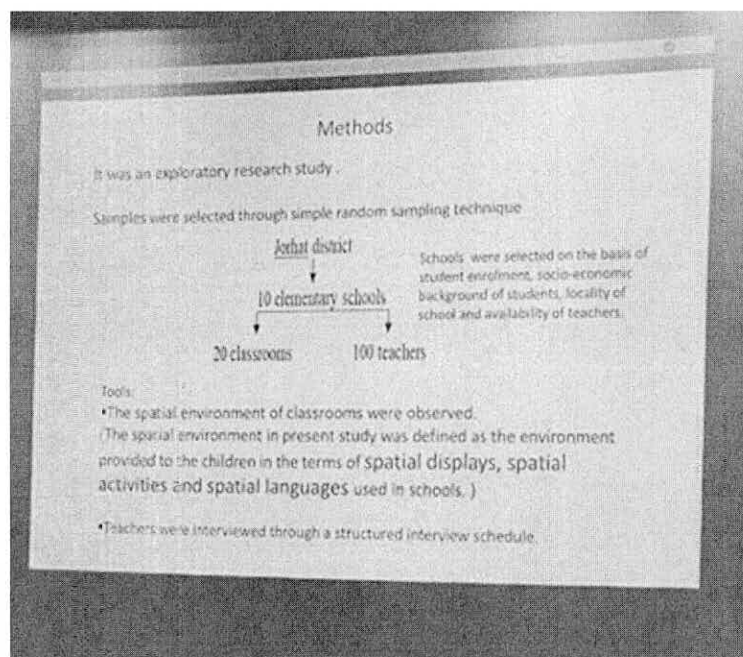 Methods
It was an exploratory research study .
Samples were selected through simple random sampling technique
Jorhat district
10 elementary schools
20 classrooms
100 teachers
Schools were selected on the basis of
student enrolment, socio-economic
background of students, locality of
school and availability of teachers.
Tools:
•The spatial environment of classrooms were observed.
(The spatial environment in present study was defined as the environment
provided to the children in the terms of spatial displays, spatial
activities and spatial languages used in schools. )
•Teachers were interviewed through a structured interview schedule.